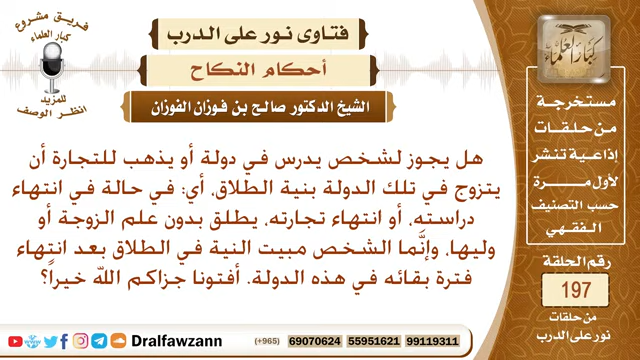 فتاوى نور على الدرب
أحكام النكاح
الشيخ الدكتور صالح بن فوزان الفوزان
فريق مشروع
كبار العلماء
للمزيد
انظر الوصف
كبار العلماء
مستخرجة
من حلقات
إذاعية تنشر
لأول مرة
حسب التصنيف
الفقهي
رقم الحلقة
197
من حلقات
نور على الدرب
هل يجوز لشخص يدرس في دولة أو يذهب للتجارة أن
يتزوج في تلك الدولة بنية الطلاق، أي: في حالة في انتهاء
دراسته، أو انتهاء تجارته، يطلق بدون علم الزوجة أو
وليها، وإنَّما الشخص مبيت النية في الطلاق بعد انتهاء
فترة بقائه في هذه الدولة. أفتونا جزاكم الله خيراً؟
Dralfawzann
(+965) 69070624 55951621 99119311